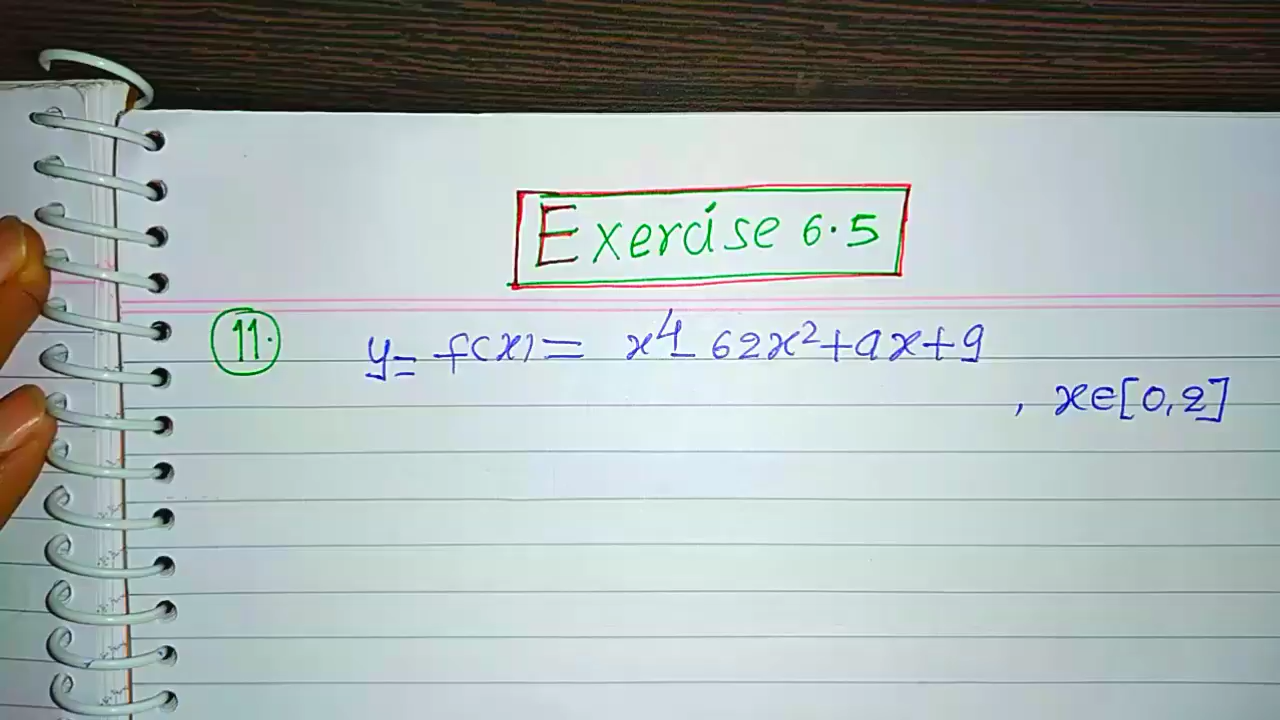 Exercise 6.5
11. y = f(x) = x⁴ - 62x² + ax + 9
, x∈[0,2]